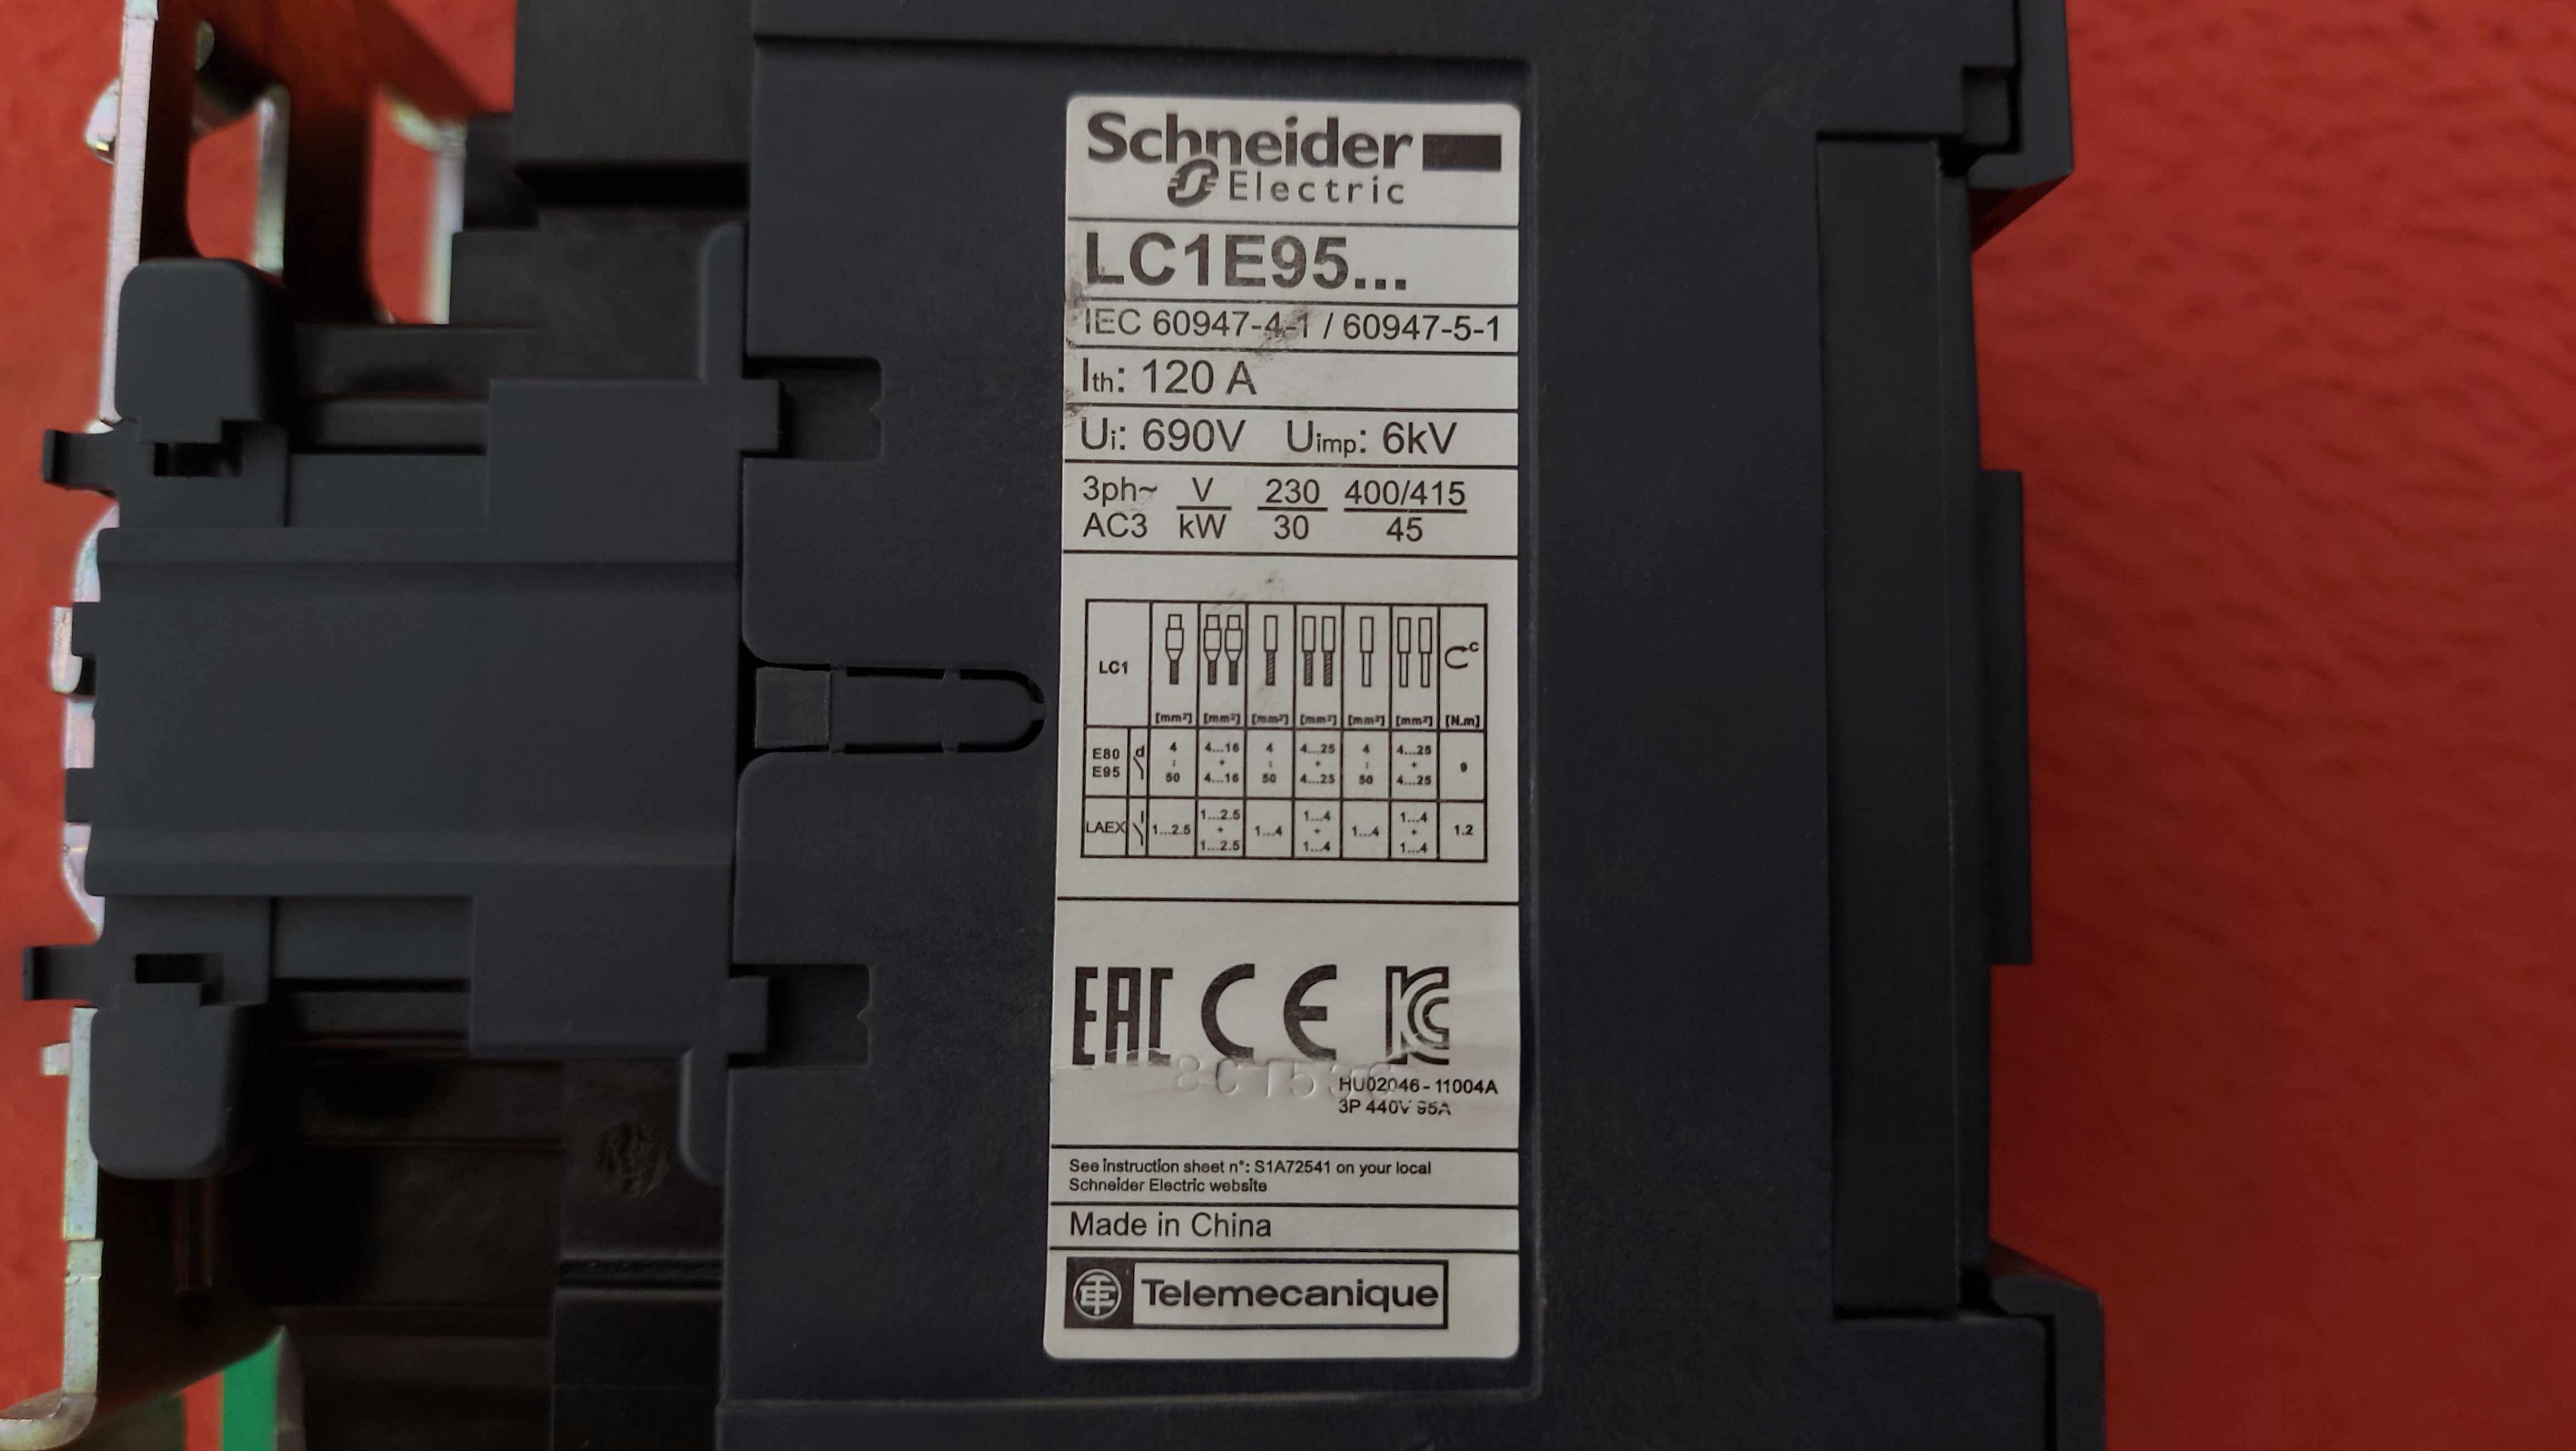 Schneider
Electric
LC1E95...
IEC 60947-4-1 / 60947-5-1
Ith: 120 A
Ui: 690V Uimp: 6kV
3ph~ V 230 400/415
AC3 kW 30 45
LC1 [mm²] [mm²] [mm²] [mm²] [mm²] [mm²] C [N.m]
E80 d 4 4...16 4 4...25 4 4...25
: + : + : + 9
E95 50 4...16 50 4...25 50 4...25
1...2.5 1...4 1...4
LAEX 1...2.5 + 1...4 + 1...4 + 1.2
1...2.5 1...4 1...4
EAC CE KC
HU02046-11004A
3P 440V 95A
See instruction sheet n°: S1A72541 on your local
Schneider Electric website
Made in China
TE Telemecanique